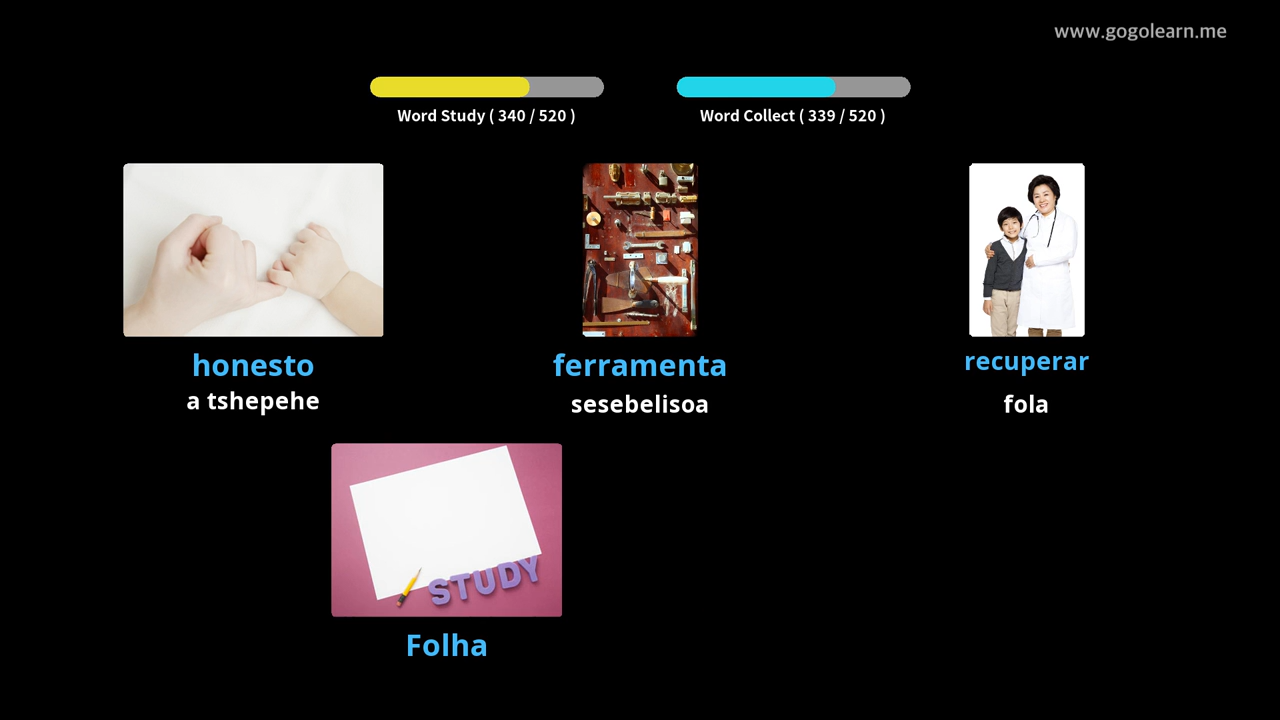 www.gogolearn.me
Word Study ( 340 / 520 )
Word Collect ( 339 / 520 )
honesto
a tshepehe
ferramenta
sesebelisoa
recuperar
fola
STUDY
Folha